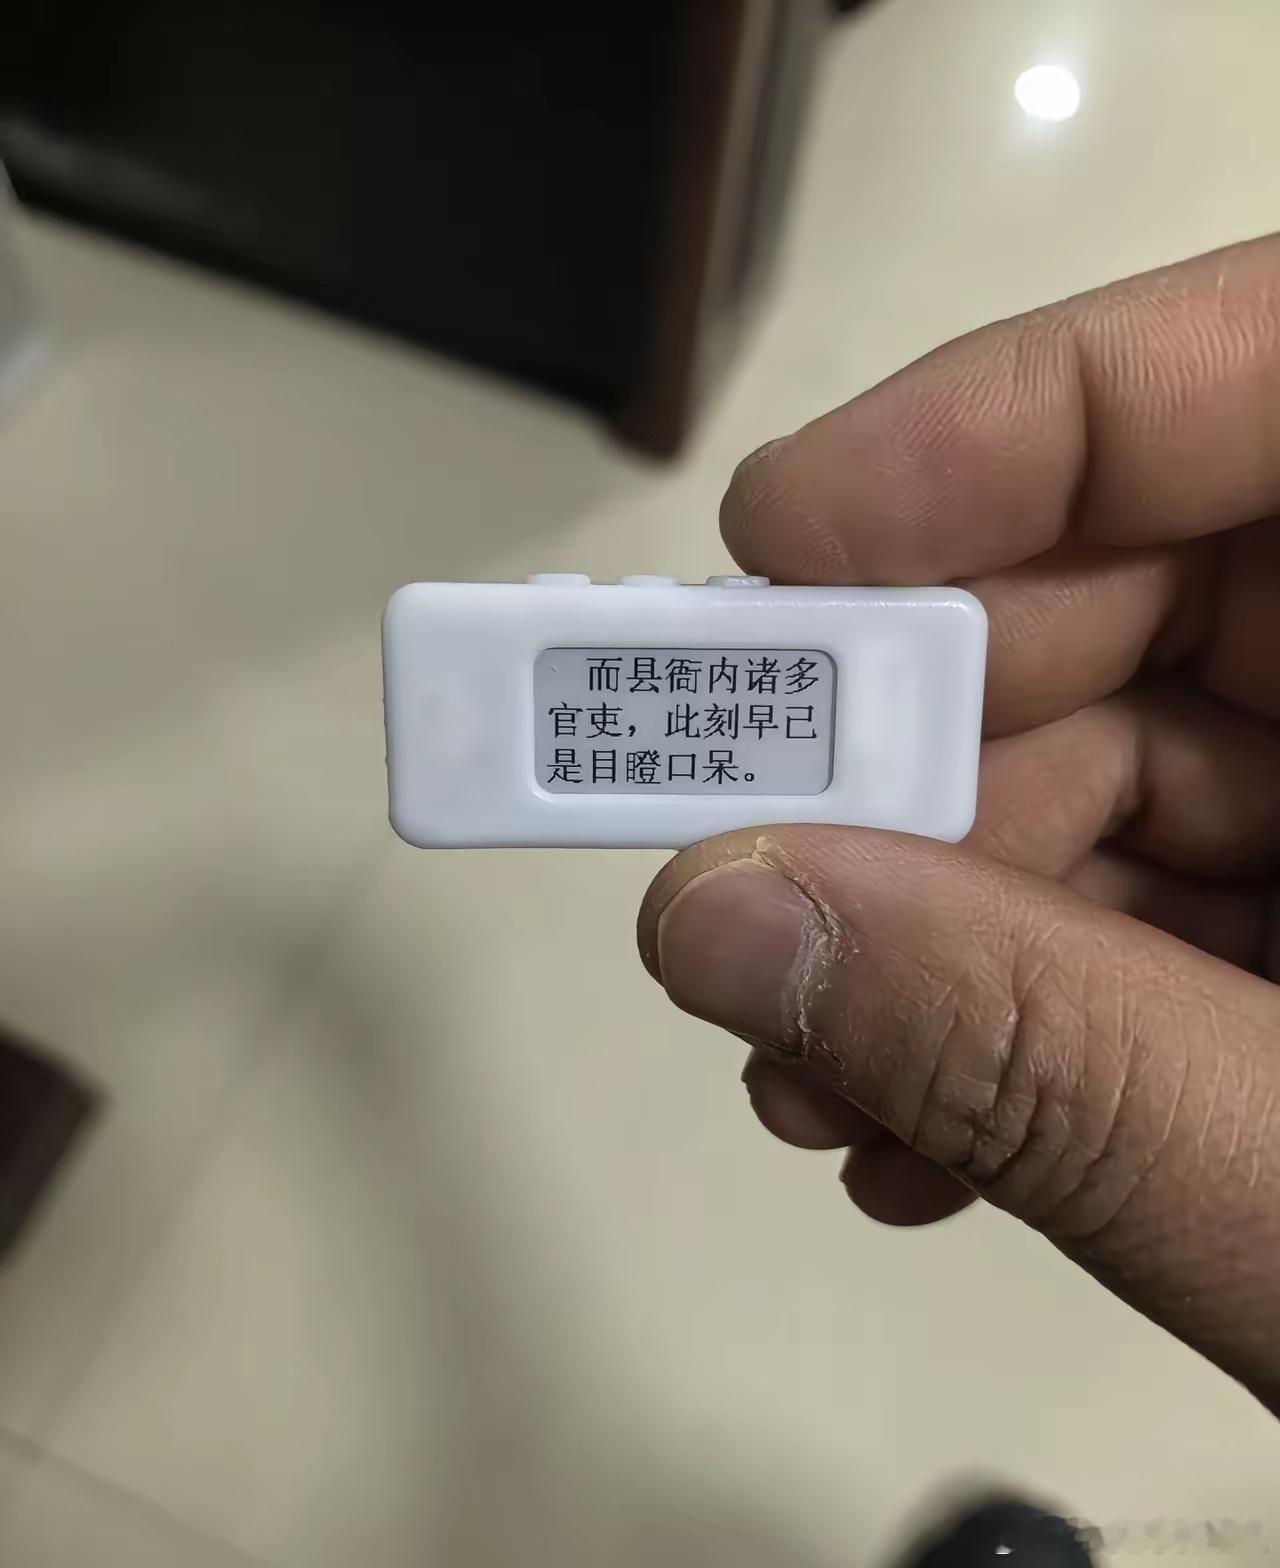 而县衙内诸多
官吏，此刻早已
是目瞪口呆。